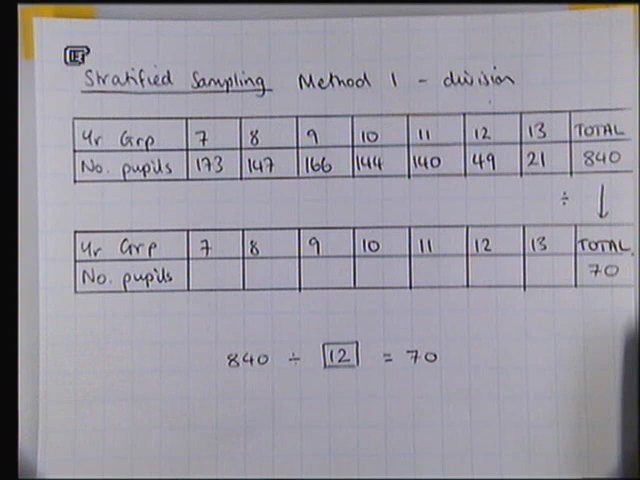 Stratified Sampling Method 1 - division
Yr Grp 7 8 9 10 11 12 13 TOTAL
No. pupils 173 147 166 144 140 49 21 840
÷ ↓
Yr Grp 7 8 9 10 11 12 13 TOTAL
No. pupils 70
840 ÷ 12 = 70